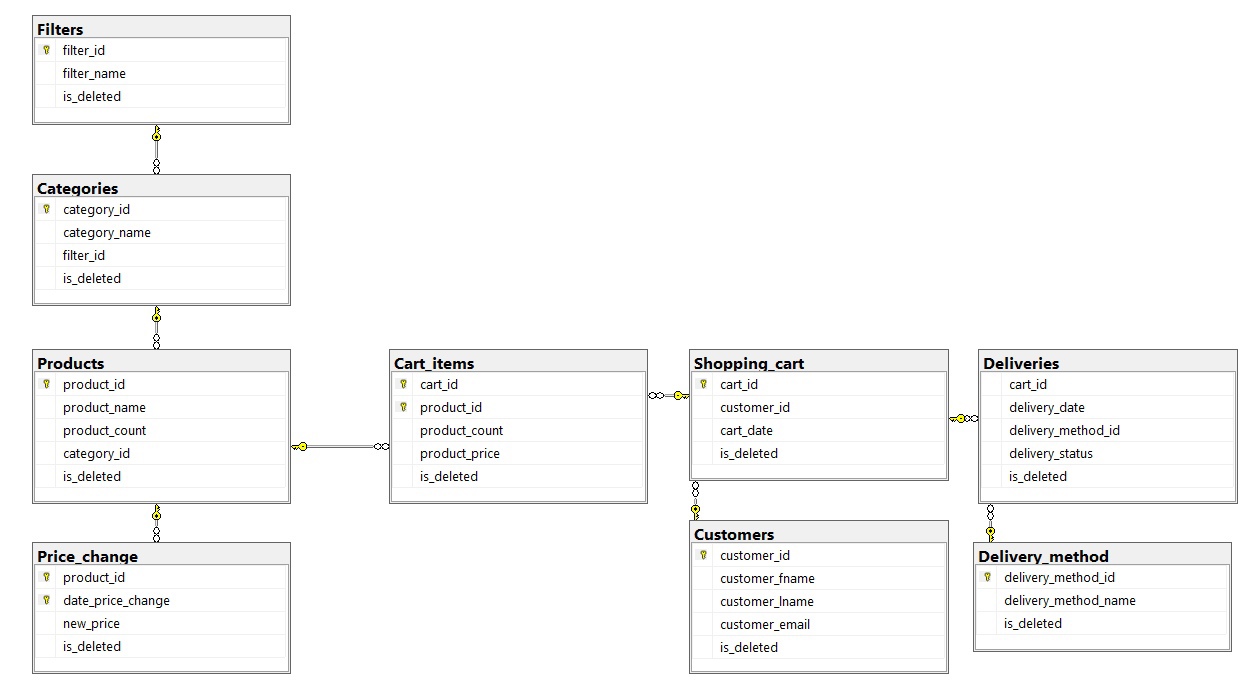 Filters
filter_id
filter_name
is_deleted
Categories
category_id
category_name
filter_id
is_deleted
Products
product_id
product_name
product_count
category_id
is_deleted
Cart_items
cart_id
product_id
product_count
product_price
is_deleted
Shopping_cart
cart_id
customer_id
cart_date
is_deleted
Deliveries
cart_id
delivery_date
delivery_method_id
delivery_status
is_deleted
Price_change
product_id
date_price_change
new_price
is_deleted
Customers
customer_id
customer_fname
customer_lname
customer_email
is_deleted
Delivery_method
delivery_method_id
delivery_method_name
is_deleted